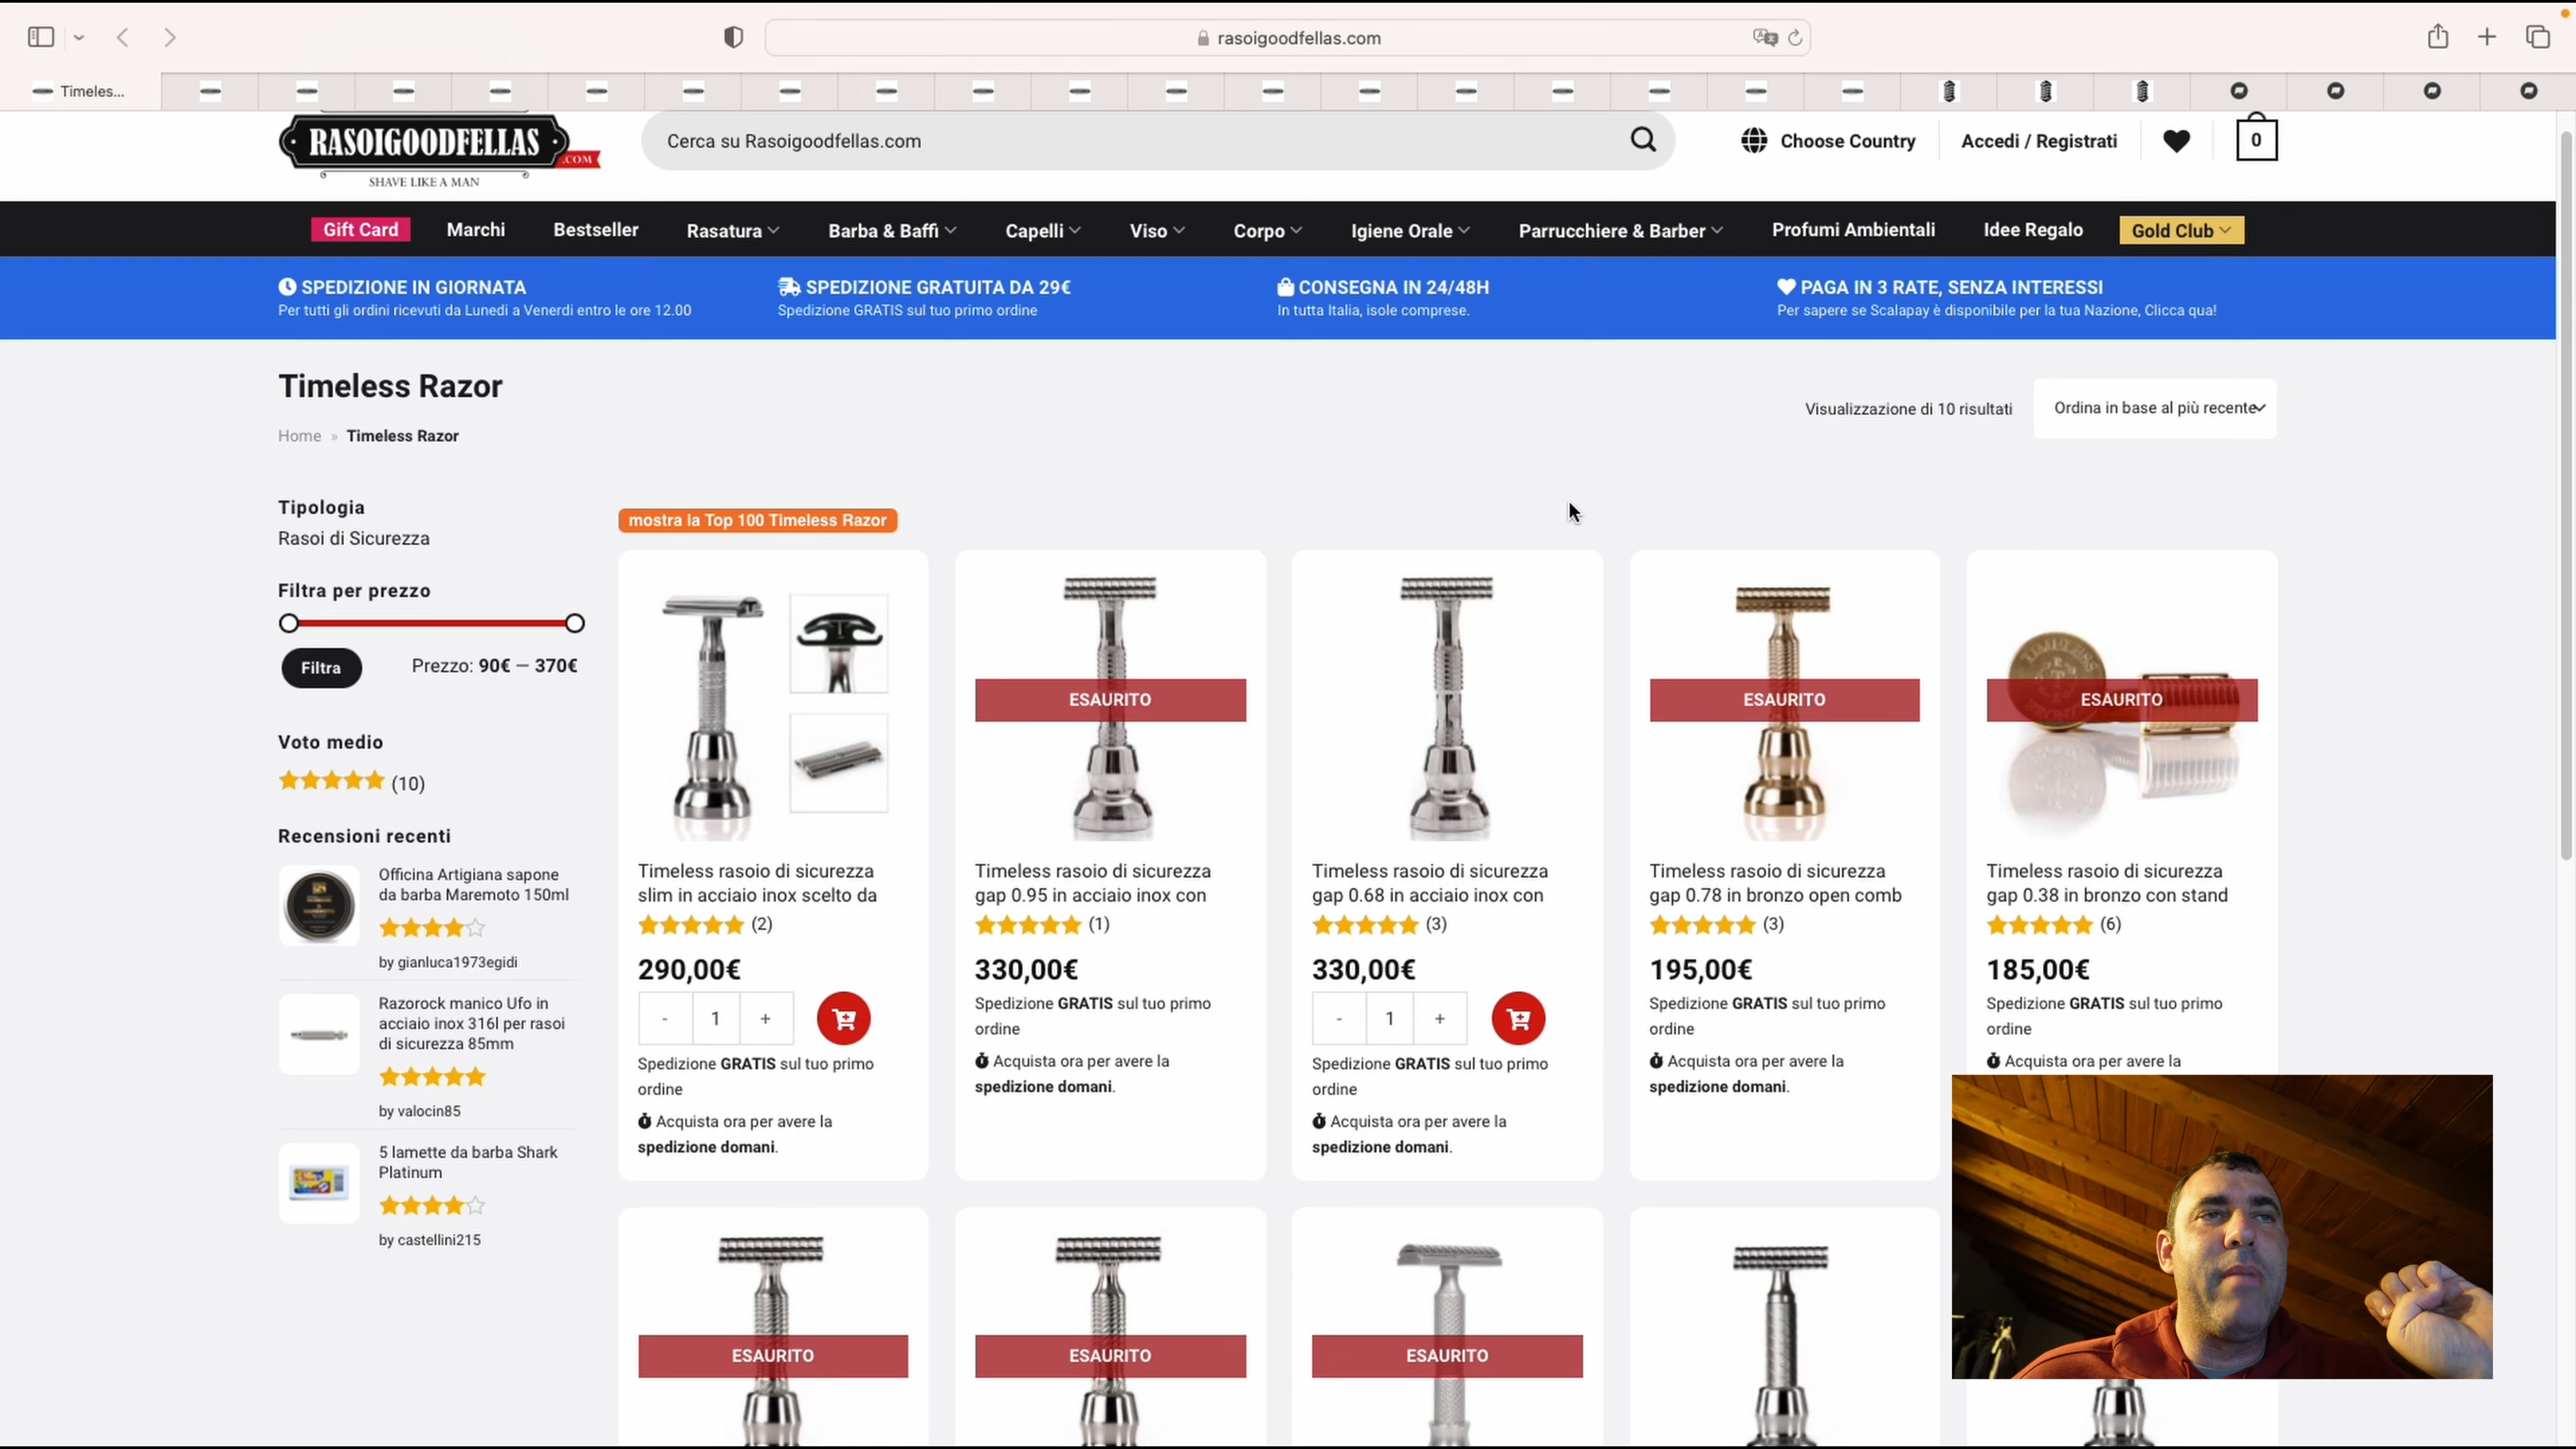 rasoigoodfellas.com
Timeles...
RASOIGOODFELLAS
.COM
SHAVE LIKE A MAN
Cerca su Rasoigoodfellas.com
Choose Country
Accedi / Registrati
0
Gift Card
Marchi
Bestseller
Rasatura
Barba & Baffi
Capelli
Viso
Corpo
Igiene Orale
Parrucchiere & Barber
Profumi Ambientali
Idee Regalo
Gold Club
SPEDIZIONE IN GIORNATA
Per tutti gli ordini ricevuti da Lunedi a Venerdi entro le ore 12.00
SPEDIZIONE GRATUITA DA 29€
Spedizione GRATIS sul tuo primo ordine
CONSEGNA IN 24/48H
In tutta Italia, isole comprese.
PAGA IN 3 RATE, SENZA INTERESSI
Per sapere se Scalapay è disponibile per la tua Nazione, Clicca qua!
Timeless Razor
Home » Timeless Razor
Visualizzazione di 10 risultati
Ordina in base al più recente
Tipologia
Rasoi di Sicurezza
Filtra per prezzo
Filtra
Prezzo: 90€ — 370€
Voto medio
(10)
Recensioni recenti
Officina Artigiana sapone
da barba Maremoto 150ml
by gianluca1973egidi
Razorock manico Ufo in
acciaio inox 316l per rasoi
di sicurezza 85mm
by valocin85
5 lamette da barba Shark
Platinum
by castellini215
mostra la Top 100 Timeless Razor
Timeless rasoio di sicurezza
slim in acciaio inox scelto da
(2)
290,00€
- 1 +
Spedizione GRATIS sul tuo primo
ordine
Acquista ora per avere la
spedizione domani.
ESAURITO
Timeless rasoio di sicurezza
gap 0.95 in acciaio inox con
(1)
330,00€
Spedizione GRATIS sul tuo primo
ordine
Acquista ora per avere la
spedizione domani.
Timeless rasoio di sicurezza
gap 0.68 in acciaio inox con
(3)
330,00€
- 1 +
Spedizione GRATIS sul tuo primo
ordine
Acquista ora per avere la
spedizione domani.
ESAURITO
Timeless rasoio di sicurezza
gap 0.78 in bronzo open comb
(3)
195,00€
Spedizione GRATIS sul tuo primo
ordine
Acquista ora per avere la
spedizione domani.
TIMELESS
ESAURITO
Timeless rasoio di sicurezza
gap 0.38 in bronzo con stand
(6)
185,00€
Spedizione GRATIS sul tuo primo
ordine
Acquista ora per avere la
ESAURITO
ESAURITO
ESAURITO